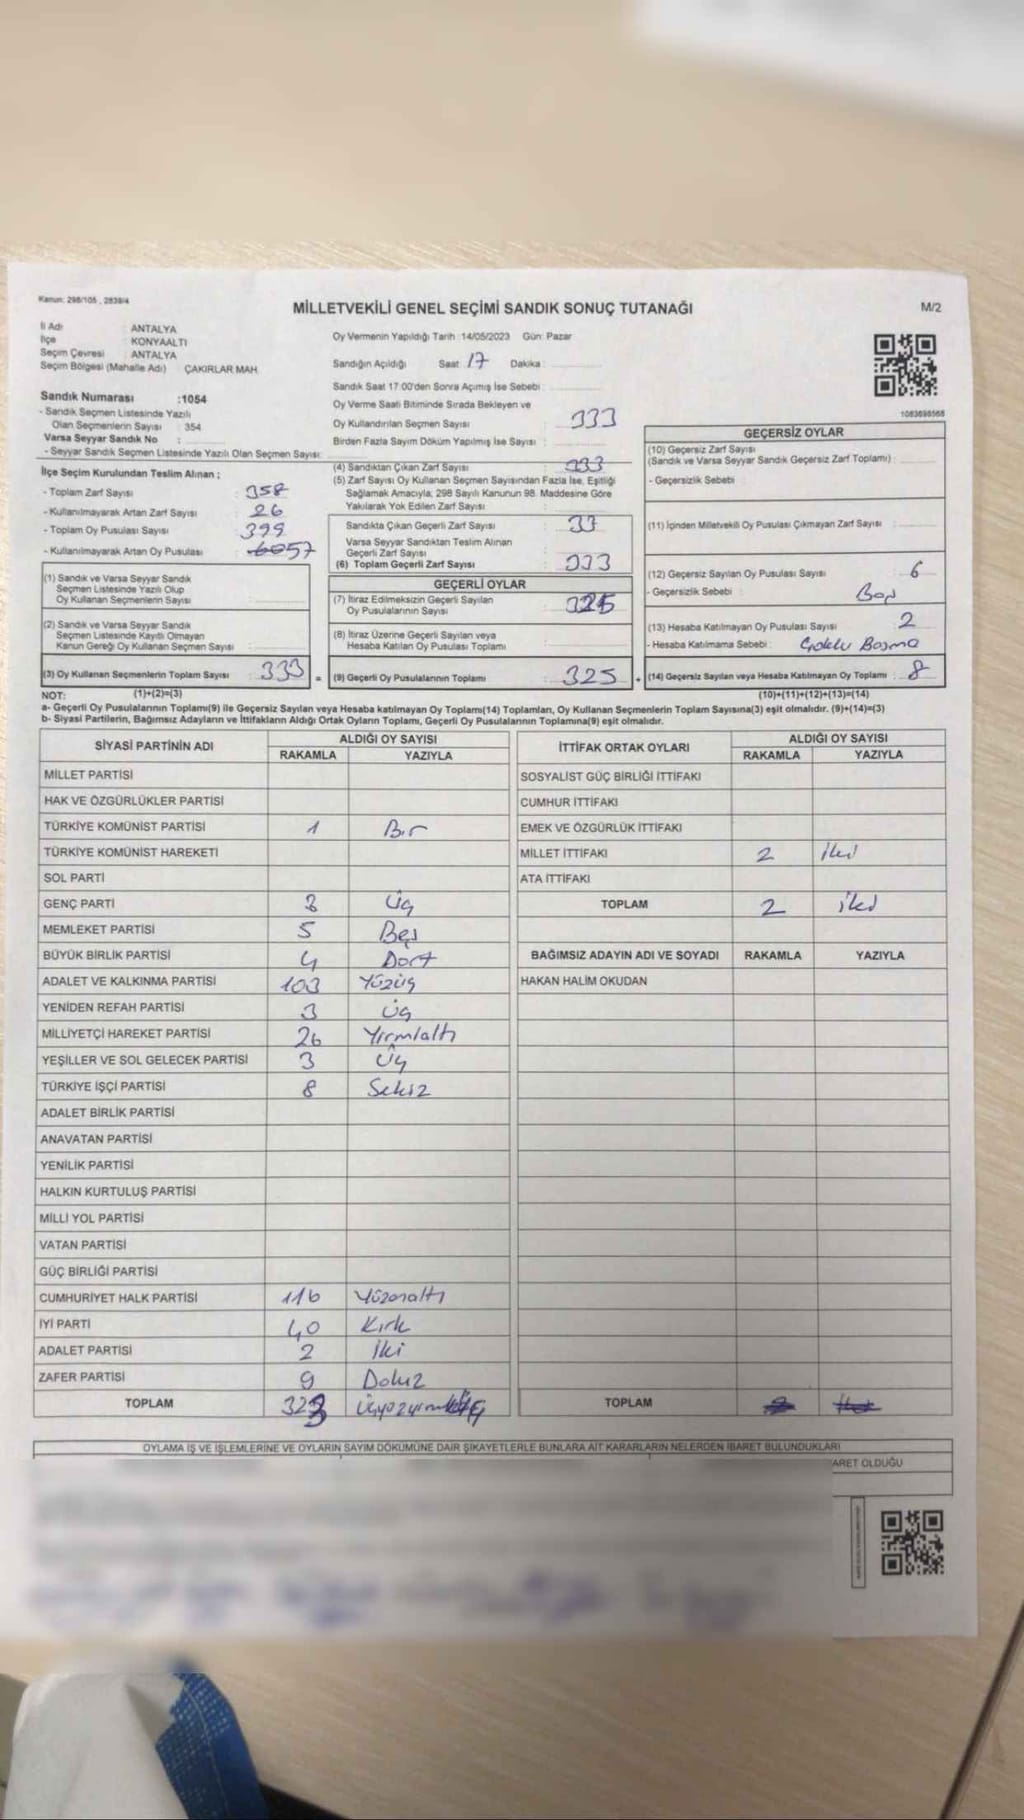 Kanun: 298/105 , 2839/4
MİLLETVEKİLİ GENEL SEÇİMİ SANDIK SONUÇ TUTANAĞI
M/2
İl Adı : ANTALYA
İlçe : KONYAALTI
Seçim Çevresi : ANTALYA
Seçim Bölgesi (Mahalle Adı) ÇAKIRLAR MAH.
Sandık Numarası :1054
- Sandık Seçmen Listesinde Yazılı
Olan Seçmenlerin Sayısı : 354
Varsa Seyyar Sandık No :
- Seyyar Sandık Seçmen Listesinde Yazılı Olan Seçmen Sayısı:
Oy Vermenin Yapıldığı Tarih :14/05/2023 Gün: Pazar
Sandığın Açıldığı Saat 17 Dakika :
Sandık Saat 17:00'den Sonra Açımış İse Sebebi :
Oy Verme Saati Bitiminde Sırada Bekleyen ve
Oy Kullandırılan Seçmen Sayısı : 333
Birden Fazla Sayım Döküm Yapılmış İse Sayısı :
1083698568
İlçe Seçim Kurulundan Teslim Alınan ;
- Toplam Zarf Sayısı : 358
- Kullanılmayarak Artan Zarf Sayısı : 26
- Toplam Oy Pusulası Sayısı : 399
- Kullanılmayarak Artan Oy Pusulası : 57
(1) Sandık ve Varsa Seyyar Sandık
Seçmen Listesinde Yazılı Olup
Oy Kullanan Seçmenlerin Sayısı :
(2) Sandık ve Varsa Seyyar Sandık
Seçmen Listesinde Kayıtlı Olmayan
Kanun Gereği Oy Kullanan Seçmen Sayısı :
(3) Oy Kullanan Seçmenlerin Toplam Sayısı : 333 =
(4) Sandıktan Çıkan Zarf Sayısı : 333
(5) Zarf Sayısı Oy Kullanan Seçmen Sayısından Fazla İse, Eşitliği
Sağlamak Amacıyla; 298 Sayılı Kanunun 98. Maddesine Göre
Yakılarak Yok Edilen Zarf Sayısı :
Sandıkta Çıkan Geçerli Zarf Sayısı : 33
Varsa Seyyar Sandıktan Teslim Alınan
Geçerli Zarf Sayısı :
(6) Toplam Geçerli Zarf Sayısı : 333
GEÇERLİ OYLAR
(7) İtiraz Edilmeksizin Geçerli Sayılan
Oy Pusulalarının Sayısı : 325
(8) İtiraz Üzerine Geçerli Sayılan veya
Hesaba Katılan Oy Pusulası Toplamı :
(9) Geçerli Oy Pusulalarının Toplamı : 325 +
GEÇERSİZ OYLAR
(10) Geçersiz Zarf Sayısı
(Sandık ve Varsa Seyyar Sandık Geçersiz Zarf Toplamı) :
- Geçersizlik Sebebi :
(11) İçinden Milletvekili Oy Pusulası Çıkmayan Zarf Sayısı :
(12) Geçersiz Sayılan Oy Pusulası Sayısı : 6
- Geçersizlik Sebebi : Boş
(13) Hesaba Katılmayan Oy Pusulası Sayısı : 2
- Hesaba Katılmama Sebebi : Çoklu Basma
(14) Geçersiz Sayılan veya Hesaba Katılmayan Oy Toplamı : 8
NOT: (1)+(2)=(3)
(10)+(11)+(12)+(13)=(14)
a- Geçerli Oy Pusulalarının Toplamı(9) ile Geçersiz Sayılan veya Hesaba katılmayan Oy Toplamı(14) Toplamları, Oy Kullanan Seçmenlerin Toplam Sayısına(3) eşit olmalıdır. (9)+(14)=(3)
b- Siyasi Partilerin, Bağımsız Adayların ve İttifakların Aldığı Ortak Oyların Toplamı, Geçerli Oy Pusulalarının Toplamına(9) eşit olmalıdır.
SİYASİ PARTİNİN ADI ALDIĞI OY SAYISI
RAKAMLA YAZIYLA
MİLLET PARTİSİ
HAK VE ÖZGÜRLÜKLER PARTİSİ
TÜRKİYE KOMÜNİST PARTİSİ 1 Bir
TÜRKİYE KOMÜNİST HAREKETİ
SOL PARTİ
GENÇ PARTİ 3 Üç
MEMLEKET PARTİSİ 5 Beş
BÜYÜK BİRLİK PARTİSİ 4 Dört
ADALET VE KALKINMA PARTİSİ 103 Yüzüç
YENİDEN REFAH PARTİSİ 3 Üç
MİLLİYETÇİ HAREKET PARTİSİ 26 Yirmialtı
YEŞİLLER VE SOL GELECEK PARTİSİ 3 Üç
TÜRKİYE İŞÇİ PARTİSİ 8 Sekiz
ADALET BİRLİK PARTİSİ
ANAVATAN PARTİSİ
YENİLİK PARTİSİ
HALKIN KURTULUŞ PARTİSİ
MİLLİ YOL PARTİSİ
VATAN PARTİSİ
GÜÇ BİRLİĞİ PARTİSİ
CUMHURİYET HALK PARTİSİ 116 Yüzonaltı
İYİ PARTİ 40 Kırk
ADALET PARTİSİ 2 İki
ZAFER PARTİSİ 9 Dokuz
TOPLAM 323
İTTİFAK ORTAK OYLARI ALDIĞI OY SAYISI
RAKAMLA YAZIYLA
SOSYALİST GÜÇ BİRLİĞİ İTTİFAKI
CUMHUR İTTİFAKI
EMEK VE ÖZGÜRLÜK İTTİFAKI
MİLLET İTTİFAKI 2 İki
ATA İTTİFAKI
TOPLAM 2 İki
BAĞIMSIZ ADAYIN ADI VE SOYADI RAKAMLA YAZIYLA
HAKAN HALİM OKUDAN
TOPLAM
OYLAMA İŞ VE İŞLEMLERİNE VE OYLARIN SAYIM DÖKÜMÜNE DAİR ŞİKAYETLERLE BUNLARA AİT KARARLARIN NELERDEN İBARET BULUNDUKLARI
ARET OLDUĞU